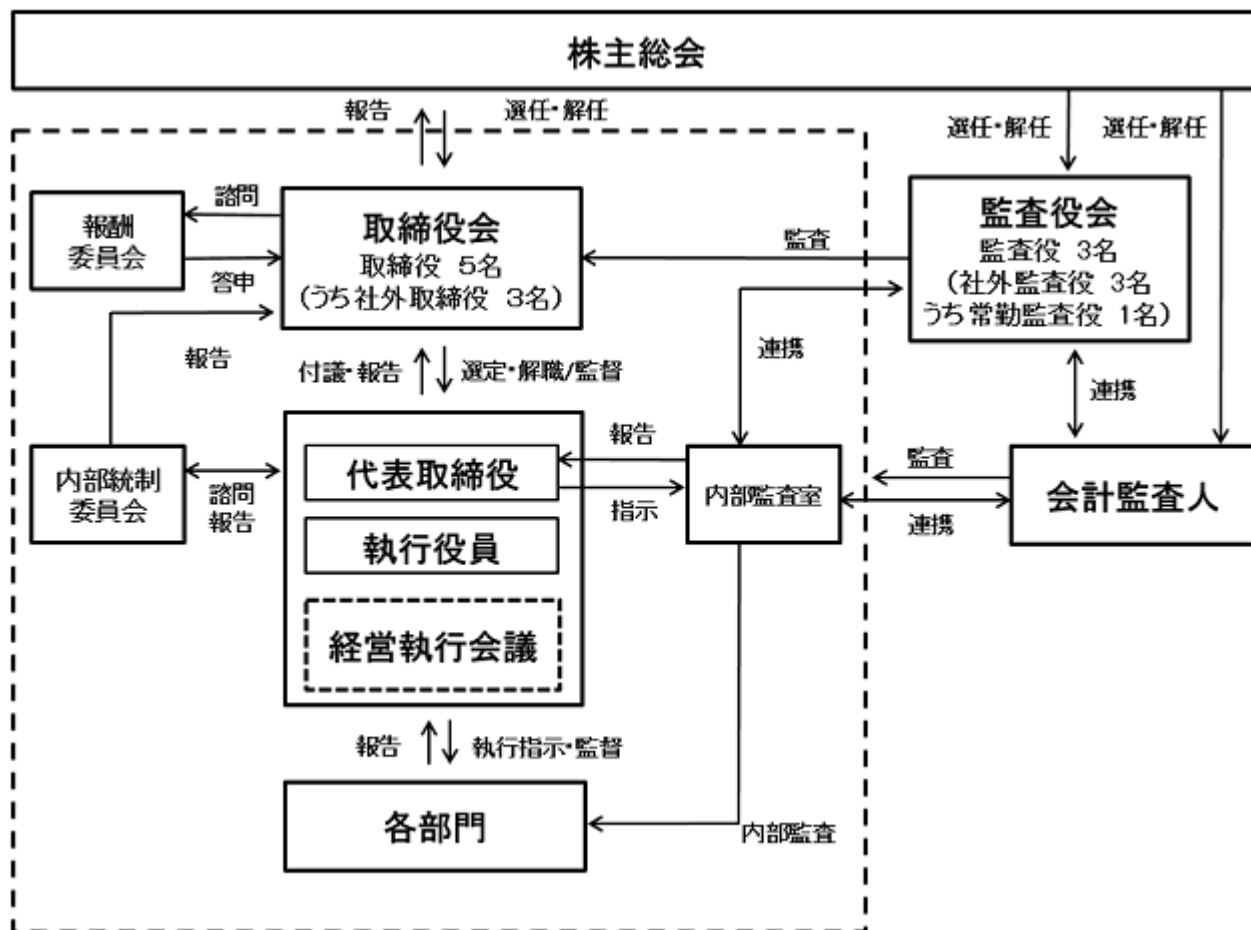 株主総会
報告
選任・解任
選任・解任
選任・解任
報酬
委員会
諮問
答申
取締役会
取締役 5名
(うち社外取締役 3名)
監査
監査役会
監査役 3名
(社外監査役 3名
うち常勤監査役 1名)
報告
付議・報告
選定・解職/監督
連携
連携
内部統制
委員会
諮問
報告
代表取締役
執行役員
経営執行会議
報告
指示
内部監査室
監査
連携
会計監査人
報告
執行指示・監督
各部門
内部監査